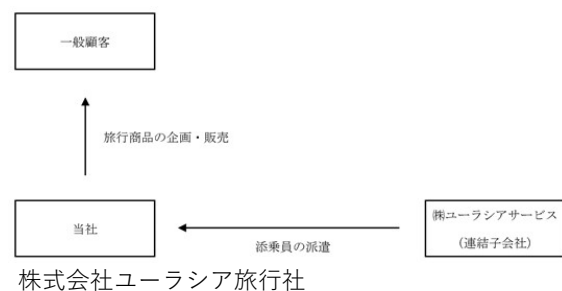 一般顧客
旅行商品の企画・販売
当社
㈱ユーラシアサービス
(連結子会社)
添乗員の派遣
株式会社ユーラシア旅行社